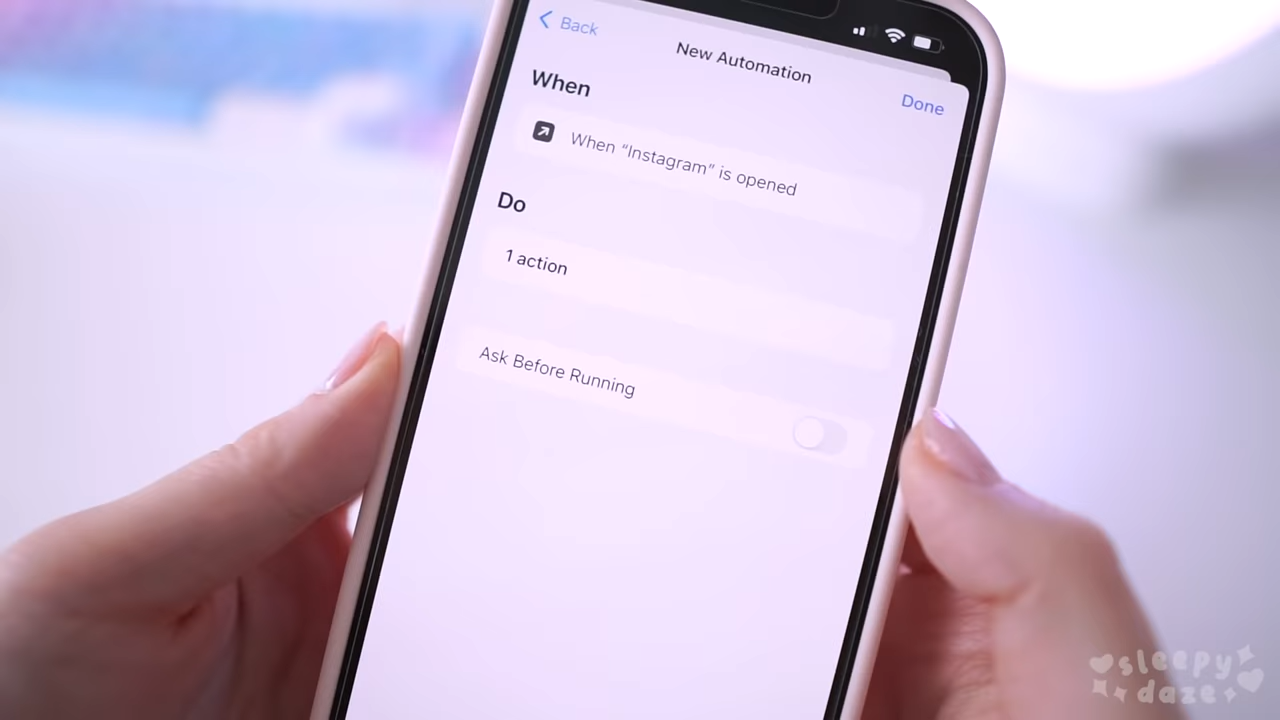 Back
New Automation
Done
When
When “Instagram” is opened
Do
1 action
Ask Before Running
sleepy
daze